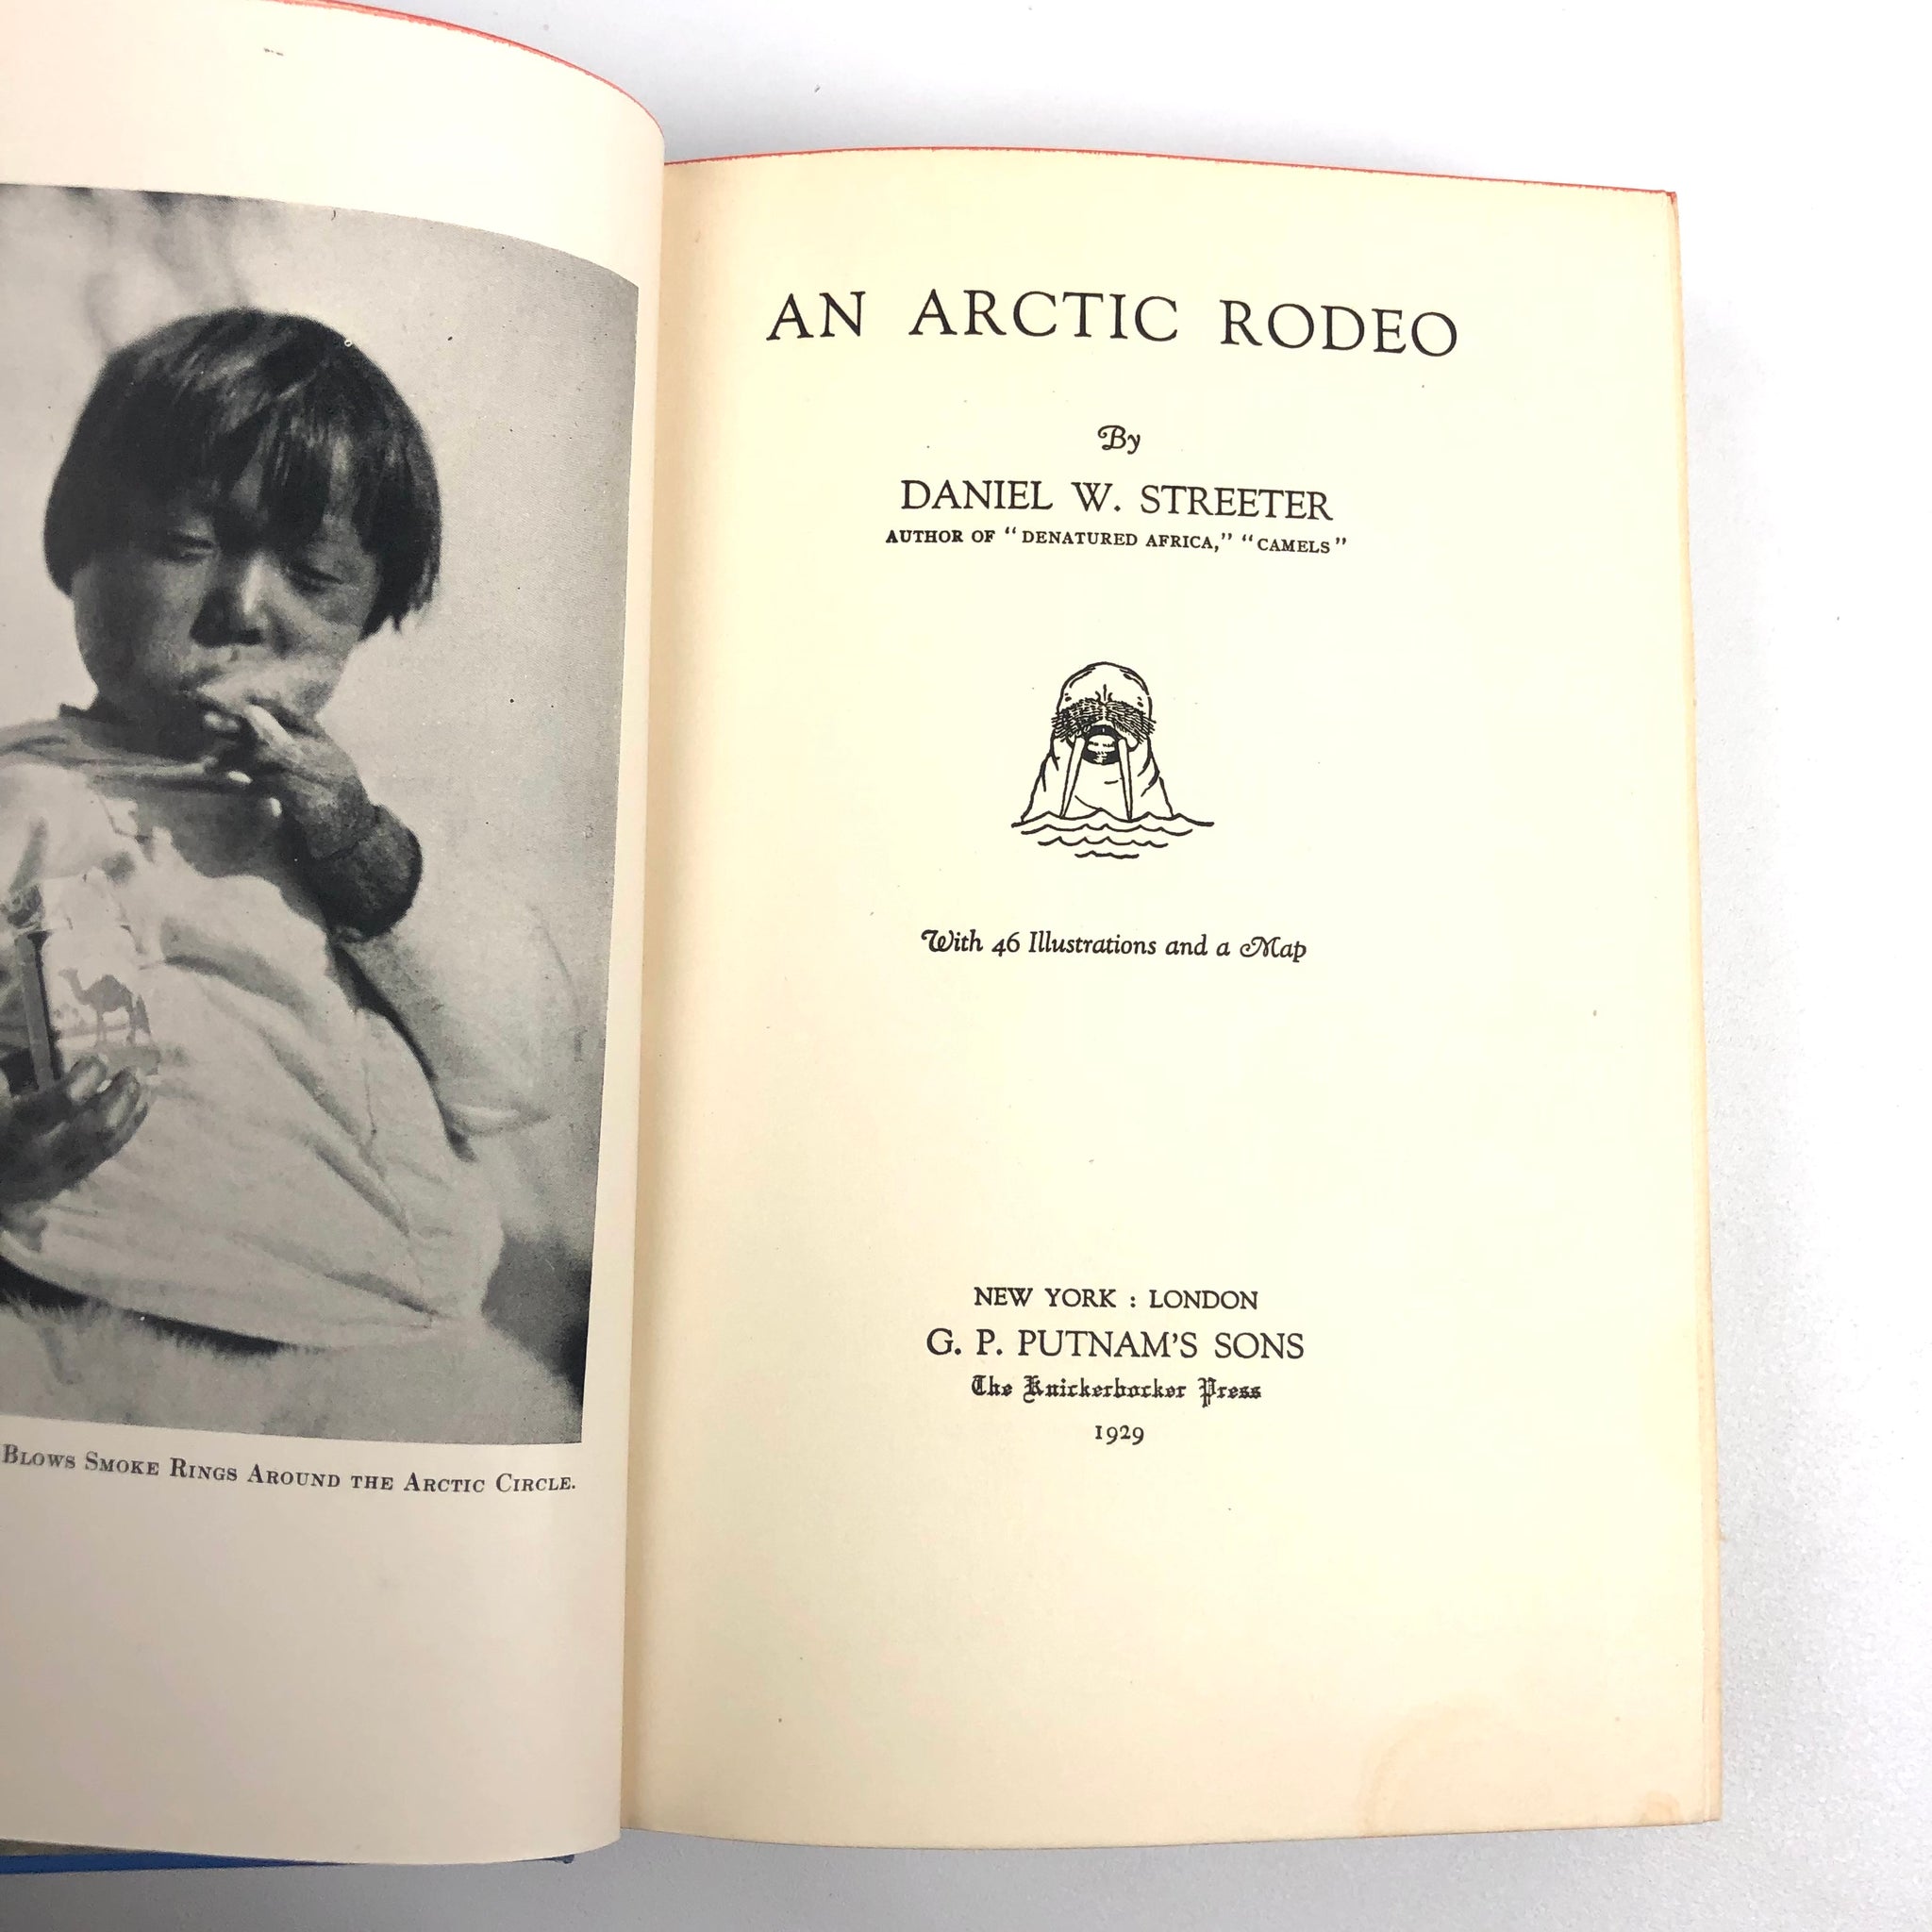 BLOWS SMOKE RINGS AROUND THE ARCTIC CIRCLE.
AN ARCTIC RODEO
By
DANIEL W. STREETER
AUTHOR OF "DENATURED AFRICA," "CAMELS"
With 46 Illustrations and a Map
NEW YORK : LONDON
G. P. PUTNAM'S SONS
The Knickerbocker Press
1929